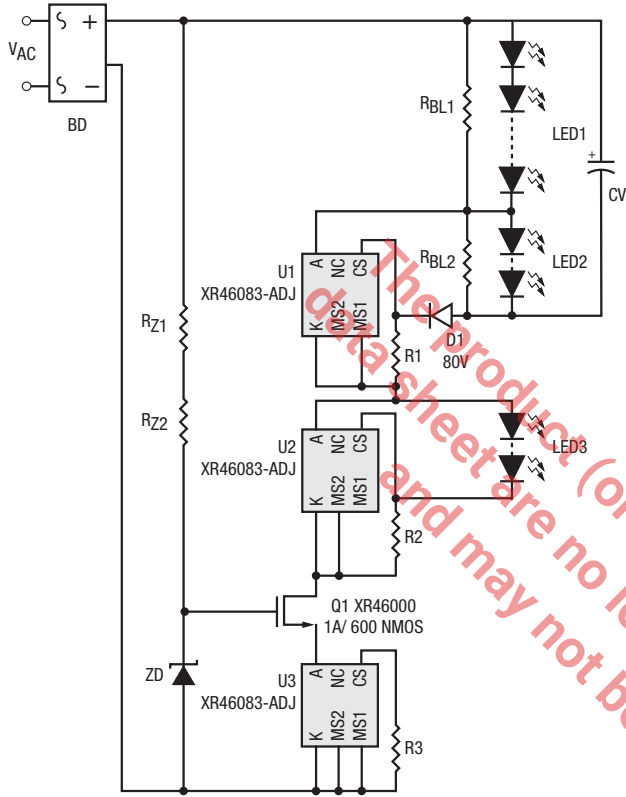 VAC
+
−
BD
RBL1
LED1
+
CV
A
NC
CS
U1
XR46083-ADJ
K
MS2
MS1
RBL2
LED2
D1
80V
R1
RZ1
RZ2
A
NC
CS
U2
XR46083-ADJ
K
MS2
MS1
LED3
R2
Q1 XR46000
1A/ 600 NMOS
ZD
A
NC
CS
U3
XR46083-ADJ
K
MS2
MS1
R3
The product (or
data sheet are no
and may not be